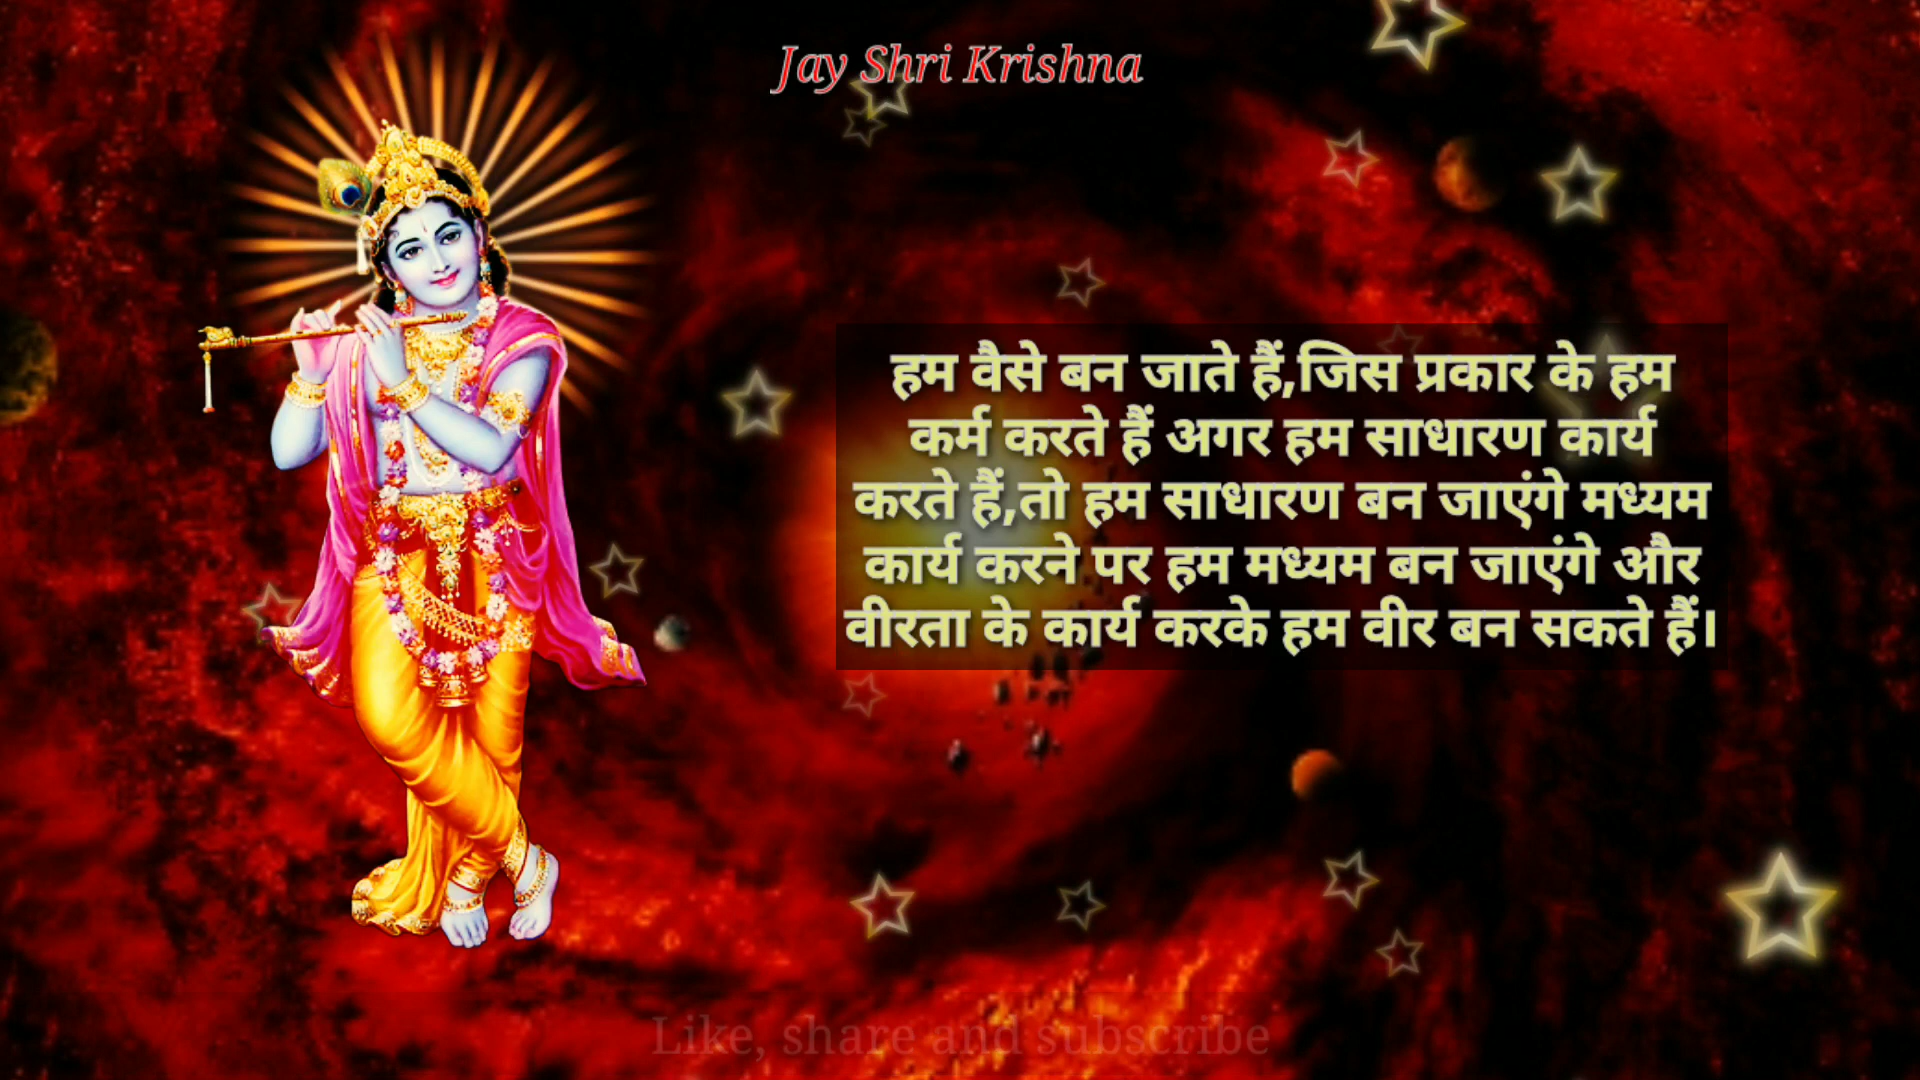 Jay Shri Krishna
हम वैसे बन जाते हैं,जिस प्रकार के हम
कर्म करते हैं अगर हम साधारण कार्य
करते हैं,तो हम साधारण बन जाएंगे मध्यम
कार्य करने पर हम मध्यम बन जाएंगे और
वीरता के कार्य करके हम वीर बन सकते हैं।
Like, share and subscribe